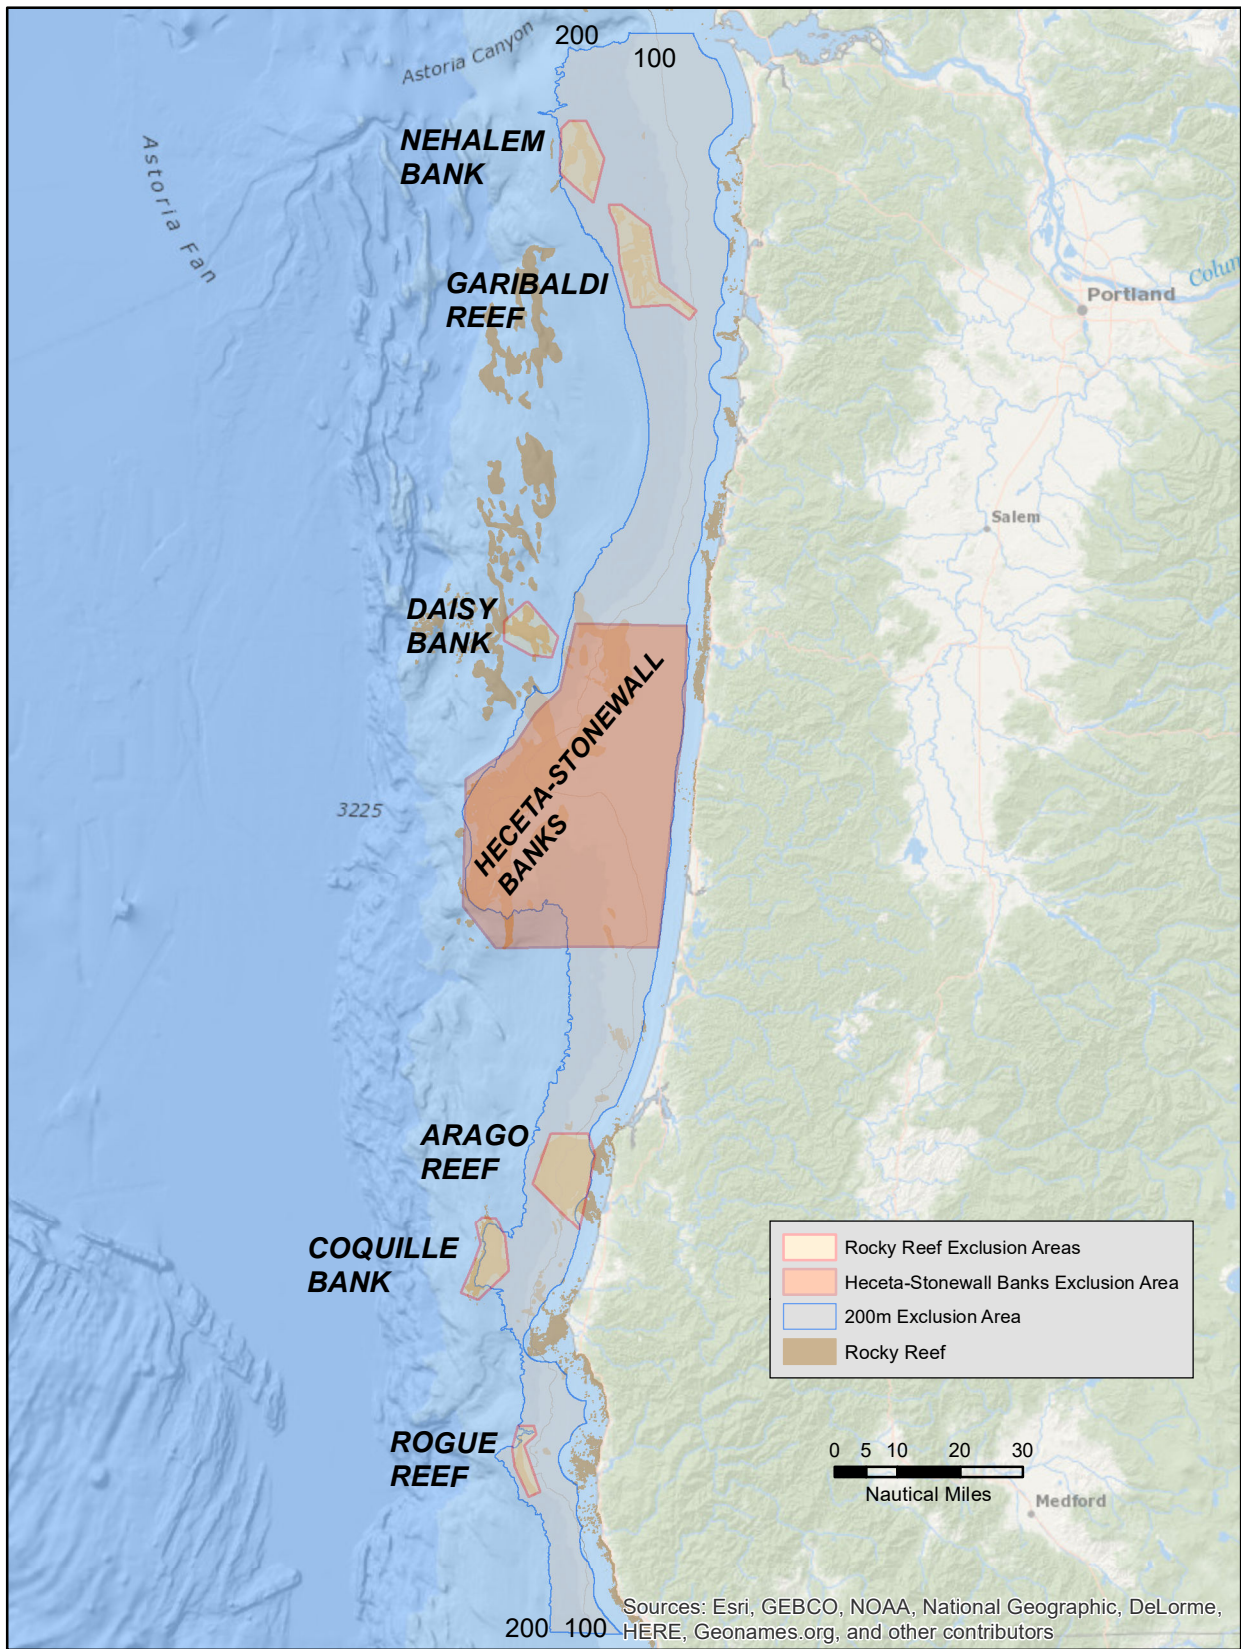 200
100
Astoria Canyon
Astoria Fan
NEHALEM
BANK
GARIBALDI
REEF
Portland
Salem
DAISY
BANK
HECETA-STONEWALL
BANKS
3225
ARAGO
REEF
COQUILLE
BANK
Rocky Reef Exclusion Areas
Heceta-Stonewall Banks Exclusion Area
200m Exclusion Area
Rocky Reef
ROGUE
REEF
0 5 10 20 30
Nautical Miles
Medford
200 100
Sources: Esri, GEBCO, NOAA, National Geographic, DeLorme,
HERE, Geonames.org, and other contributors